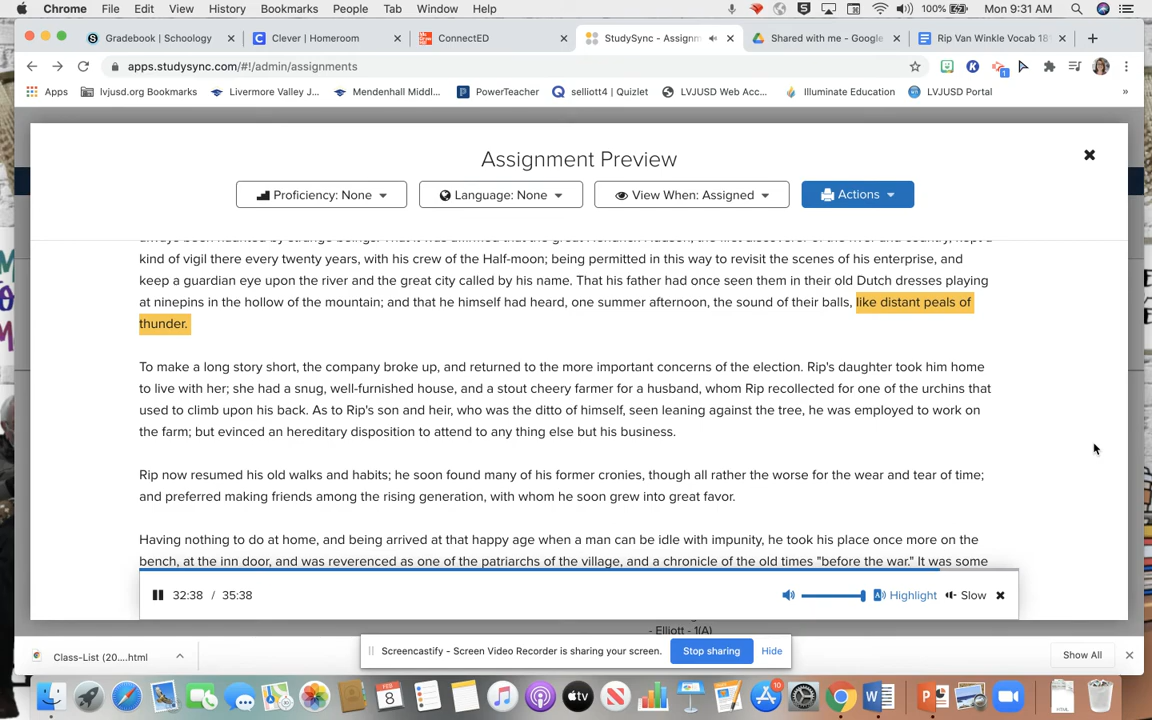 Chrome File Edit View History Bookmarks People Tab Window Help 100% Mon 9:31 AM
Gradebook | Schoology Clever | Homeroom ConnectED StudySync - Assignm Shared with me - Google Rip Van Winkle Vocab 18
apps.studysync.com/#!/admin/assignments
Apps lvjusd.org Bookmarks Livermore Valley J... Mendenhall Middl... PowerTeacher selliott4 | Quizlet LVJUSD Web Acc... Illuminate Education LVJUSD Portal »
Assignment Preview
Proficiency: None Language: None View When: Assigned Actions
kind of vigil there every twenty years, with his crew of the Half-moon; being permitted in this way to revisit the scenes of his enterprise, and
keep a guardian eye upon the river and the great city called by his name. That his father had once seen them in their old Dutch dresses playing
at ninepins in the hollow of the mountain; and that he himself had heard, one summer afternoon, the sound of their balls, like distant peals of
thunder.
To make a long story short, the company broke up, and returned to the more important concerns of the election. Rip's daughter took him home
to live with her; she had a snug, well-furnished house, and a stout cheery farmer for a husband, whom Rip recollected for one of the urchins that
used to climb upon his back. As to Rip's son and heir, who was the ditto of himself, seen leaning against the tree, he was employed to work on
the farm; but evinced an hereditary disposition to attend to any thing else but his business.
Rip now resumed his old walks and habits; he soon found many of his former cronies, though all rather the worse for the wear and tear of time;
and preferred making friends among the rising generation, with whom he soon grew into great favor.
Having nothing to do at home, and being arrived at that happy age when a man can be idle with impunity, he took his place once more on the
bench, at the inn door, and was reverenced as one of the patriarchs of the village, and a chronicle of the old times "before the war." It was some
32:38 / 35:38 Highlight Slow
- Elliott - 1(A)
Screencastify - Screen Video Recorder is sharing your screen. Stop sharing Hide
Class-List (20....html Show All